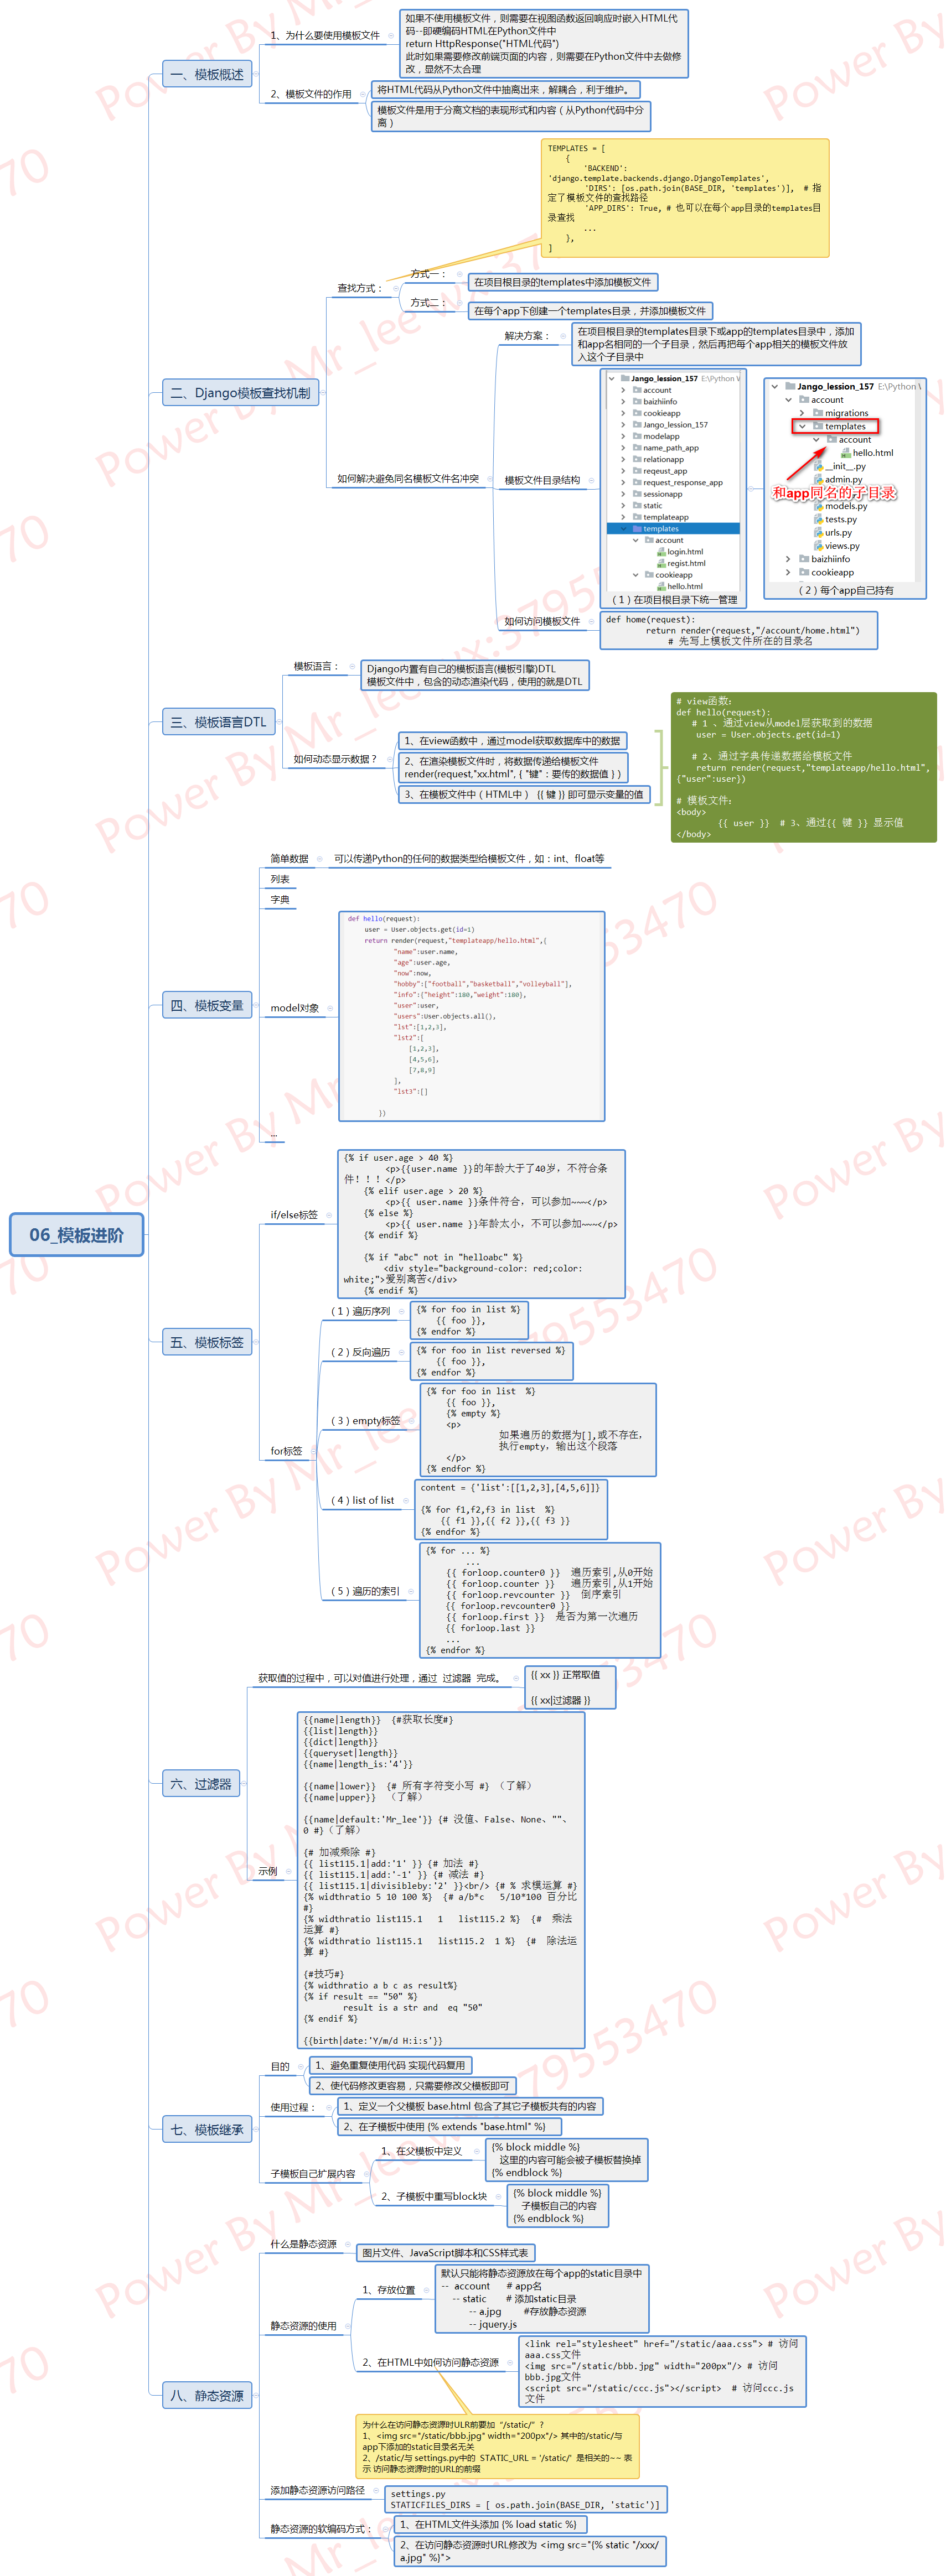 06_模板进阶
一、模板概述
1、为什么要使用模板文件
如果不使用模板文件，则需要在视图函数返回响应时嵌入HTML代
码--即硬编码HTML在Python文件中
return HttpResponse("HTML代码")
此时如果需要修改前端页面的内容，则需要在Python文件中去做修
改，显然不太合理
2、模板文件的作用
将HTML代码从Python文件中抽离出来，解耦合，利于维护。
模板文件是用于分离文档的表现形式和内容（从Python代码中分
离）
二、Django模板查找机制
TEMPLATES = [
{
'BACKEND':
'django.template.backends.django.DjangoTemplates',
'DIRS': [os.path.join(BASE_DIR, 'templates')],  # 指
定了模板文件的查找路径
'APP_DIRS': True, # 也可以在每个app目录的templates目
录查找
...
},
]
查找方式：
方式一：
在项目根目录的templates中添加模板文件
方式二：
在每个app下创建一个templates目录，并添加模板文件
如何解决避免同名模板文件名冲突
解决方案：
在项目根目录的templates目录下或app的templates目录中，添加
和app名相同的一个子目录，然后再把每个app相关的模板文件放
入这个子目录中
模板文件目录结构
Jango_lession_157 E:\Python W
account
baizhiinfo
cookieapp
Jango_lession_157
modelapp
name_path_app
relationapp
reqeust_app
request_response_app
sessionapp
static
templateapp
templates
account
login.html
regist.html
cookieapp
hello.html
（1）在项目根目录下统一管理
Jango_lession_157 E:\Python V
account
migrations
templates
account
hello.html
__init__.py
admin.py
和app同名的子目录
models.py
tests.py
urls.py
views.py
baizhiinfo
cookieapp
（2）每个app自己持有
如何访问模板文件
def home(request):
return render(request,"/account/home.html")
# 先写上模板文件所在的目录名
三、模板语言DTL
模板语言：
Django内置有自己的模板语言(模板引擎)DTL
模板文件中，包含的动态渲染代码，使用的就是DTL
如何动态显示数据？
1、在view函数中，通过model获取数据库中的数据
2、在渲染模板文件时，将数据传递给模板文件
render(request,"xx.html", { "键"：要传的数据值 } )
3、在模板文件中（HTML中） {{ 键 }} 即可显示变量的值
# view函数：
def hello(request):
# 1 、通过view从model层获取到的数据
user = User.objects.get(id=1)
# 2、通过字典传递数据给模板文件
return render(request,"templateapp/hello.html",
{"user":user})
# 模板文件：
<body>
{{ user }}  # 3、通过{{ 键 }} 显示值
</body>
四、模板变量
简单数据
可以传递Python的任何的数据类型给模板文件，如：int、float等
列表
字典
model对象
def hello(request):
user = User.objects.get(id=1)
return render(request,"templateapp/hello.html",{
"name":user.name,
"age":user.age,
"now":now,
"hobby":["football","basketball","volleyball"],
"info":{"height":180,"weight":180},
"user":user,
"users":User.objects.all(),
"lst":[1,2,3],
"lst2":[
[1,2,3],
[4,5,6],
[7,8,9]
],
"lst3":[]
})
...
五、模板标签
if/else标签
{% if user.age > 40 %}
<p>{{user.name }}的年龄大于了40岁，不符合条
件！！！</p>
{% elif user.age > 20 %}
<p>{{ user.name }}条件符合，可以参加~~~</p>
{% else %}
<p>{{ user.name }}年龄太小，不可以参加~~~</p>
{% endif %}
{% if "abc" not in "helloabc" %}
<div style="background-color: red;color:
white;">爱别离苦</div>
{% endif %}
for标签
（1）遍历序列
{% for foo in list %}
{{ foo }},
{% endfor %}
（2）反向遍历
{% for foo in list reversed %}
{{ foo }},
{% endfor %}
（3）empty标签
{% for foo in list  %}
{{ foo }},
{% empty %}
<p>
如果遍历的数据为[],或不存在，
执行empty，输出这个段落
</p>
{% endfor %}
（4）list of list
content = {'list':[[1,2,3],[4,5,6]]}
{% for f1,f2,f3 in list  %}
{{ f1 }},{{ f2 }},{{ f3 }}
{% endfor %}
（5）遍历的索引
{% for ... %}
...
{{ forloop.counter0 }}  遍历索引,从0开始
{{ forloop.counter }}   遍历索引,从1开始
{{ forloop.revcounter }}  倒序索引
{{ forloop.revcounter0 }}
{{ forloop.first }}  是否为第一次遍历
{{ forloop.last }}
...
{% endfor %}
六、过滤器
获取值的过程中，可以对值进行处理，通过  过滤器  完成。
{{ xx }} 正常取值
{{ xx|过滤器 }}
示例
{{name|length}}  {#获取长度#}
{{list|length}}
{{dict|length}}
{{queryset|length}}
{{name|length_is:'4'}}
{{name|lower}}  {# 所有字符变小写 #} （了解）
{{name|upper}}  （了解）
{{name|default:'Mr_lee'}} {# 没值、False、None、""、
0 #}（了解）
{# 加减乘除 #}
{{ list115.1|add:'1' }} {# 加法 #}
{{ list115.1|add:'-1' }} {# 减法 #}
{{ list115.1|divisibleby:'2' }}<br/> {# % 求模运算 #}
{% widthratio 5 10 100 %}  {# a/b*c   5/10*100 百分比
#}
{% widthratio list115.1   1   list115.2 %}  {#  乘法
运算 #}
{% widthratio list115.1   list115.2  1 %}  {#  除法运
算 #}
{#技巧#}
{% widthratio a b c as result%}
{% if result == "50" %}
result is a str and  eq "50"
{% endif %}
{{birth|date:'Y/m/d H:i:s'}}
七、模板继承
目的
1、避免重复使用代码 实现代码复用
2、使代码修改更容易，只需要修改父模板即可
使用过程：
1、定义一个父模板 base.html 包含了其它子模板共有的内容
2、在子模板中使用 {% extends "base.html" %}
子模板自己扩展内容
1、在父模板中定义
{% block middle %}
这里的内容可能会被子模板替换掉
{% endblock %}
2、子模板中重写block块
{% block middle %}
子模板自己的内容
{% endblock %}
八、静态资源
什么是静态资源
图片文件、JavaScript脚本和CSS样式表
静态资源的使用
1、存放位置
默认只能将静态资源放在每个app的static目录中
-- account      # app名
-- static       # 添加static目录
-- a.jpg        #存放静态资源
-- jquery.js
2、在HTML中如何访问静态资源
<link rel="stylesheet" href="/static/aaa.css"> # 访问
aaa.css文件
<img src="/static/bbb.jpg" width="200px"/> # 访问
bbb.jpg文件
<script src="/static/ccc.js"></script>  # 访问ccc.js
文件
为什么在访问静态资源时ULR前要加  "/static/" ？
1、<img src="/static/bbb.jpg" width="200px"/> 其中的/static/与
app下添加的static目录名无关
2、/static/与 settings.py中的  STATIC_URL = '/static/'  是相关的~~ 表
示 访问静态资源时的URL的前缀
添加静态资源访问路径
settings.py
STATICFILES_DIRS = [ os.path.join(BASE_DIR, 'static')]
静态资源的软编码方式：
1、在HTML文件头添加 {% load static %}
2、在访问静态资源时URL修改为 <img src="{% static "/xxx/
a.jpg" %}">